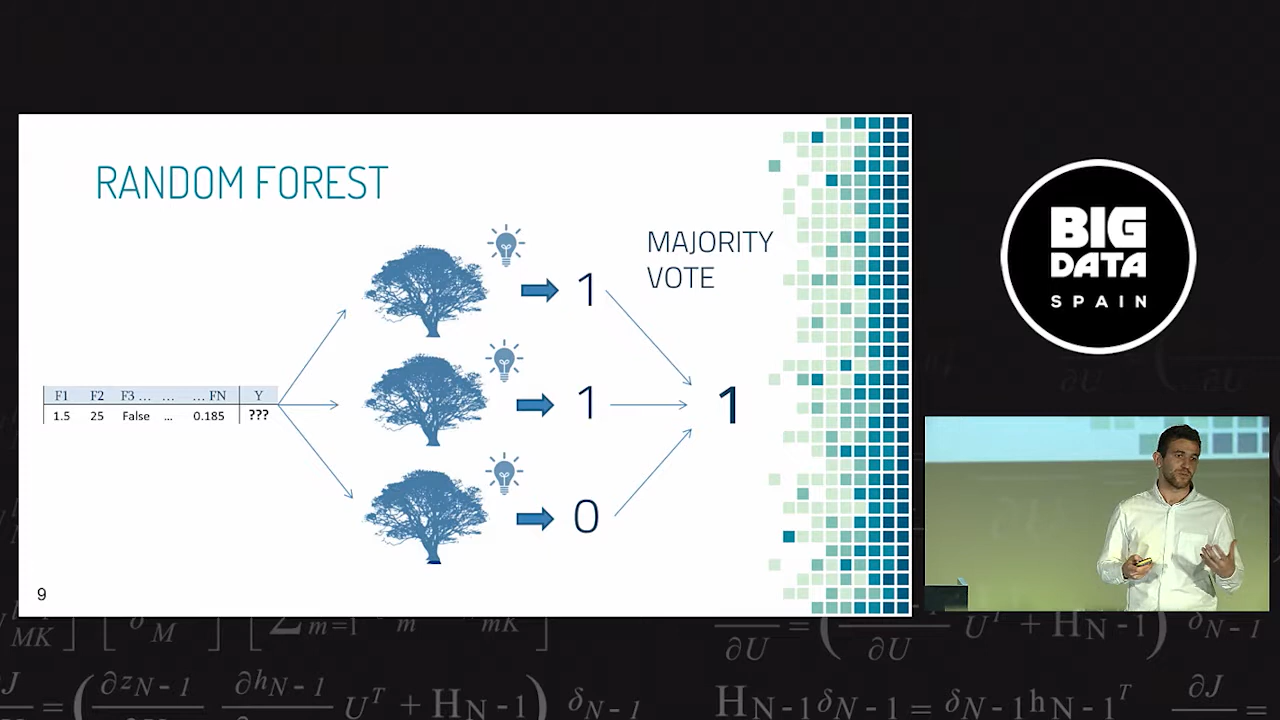 RANDOM FOREST
MAJORITY
VOTE
1
1
0
1
F1 F2 F3 ... ... ... FN Y
1.5 25 False ... 0.185 ???
9
BIG
DATA
SPAIN